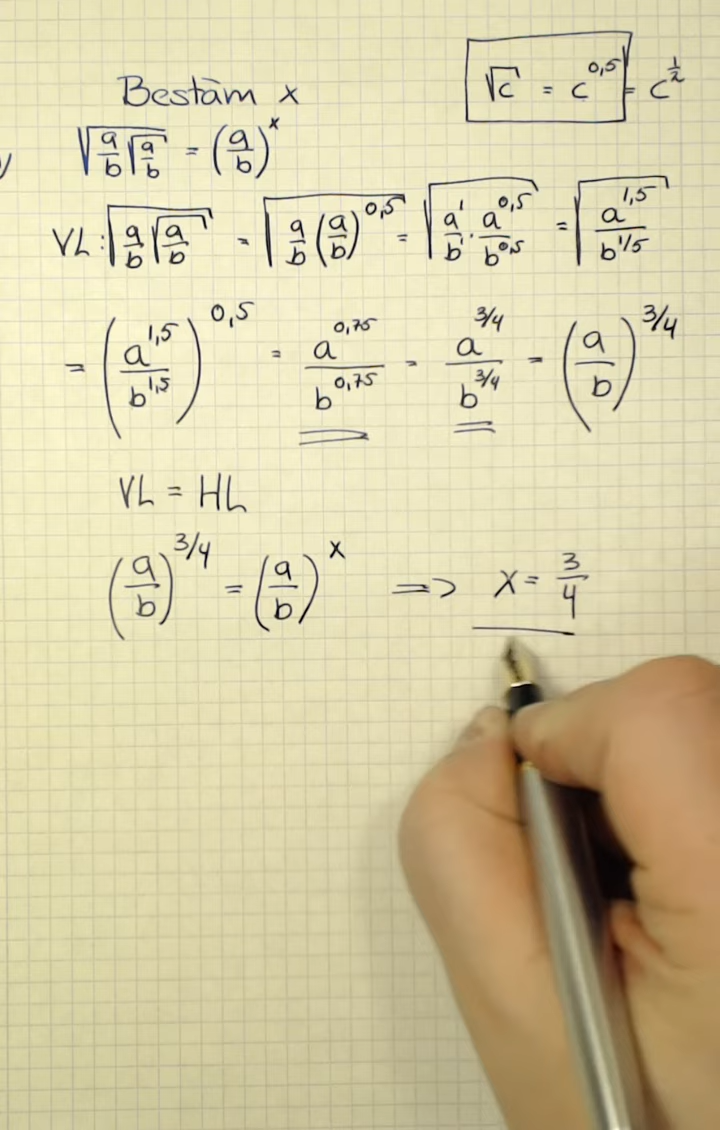 Bestäm x
√c = c^0,5 = c^½
√(a/b √(a/b)) = (a/b)^x
VL: √(a/b √(a/b)) = √(a/b (a/b)^0,5) = √(a^1/b^1 · a^0,5/b^0,5) = √(a^1,5/b^1,5)
= (a^1,5/b^1,5)^0,5 = a^0,75/b^0,75 = a^3/4/b^3/4 = (a/b)^3/4
VL = HL
(a/b)^3/4 = (a/b)^x => x = 3/4